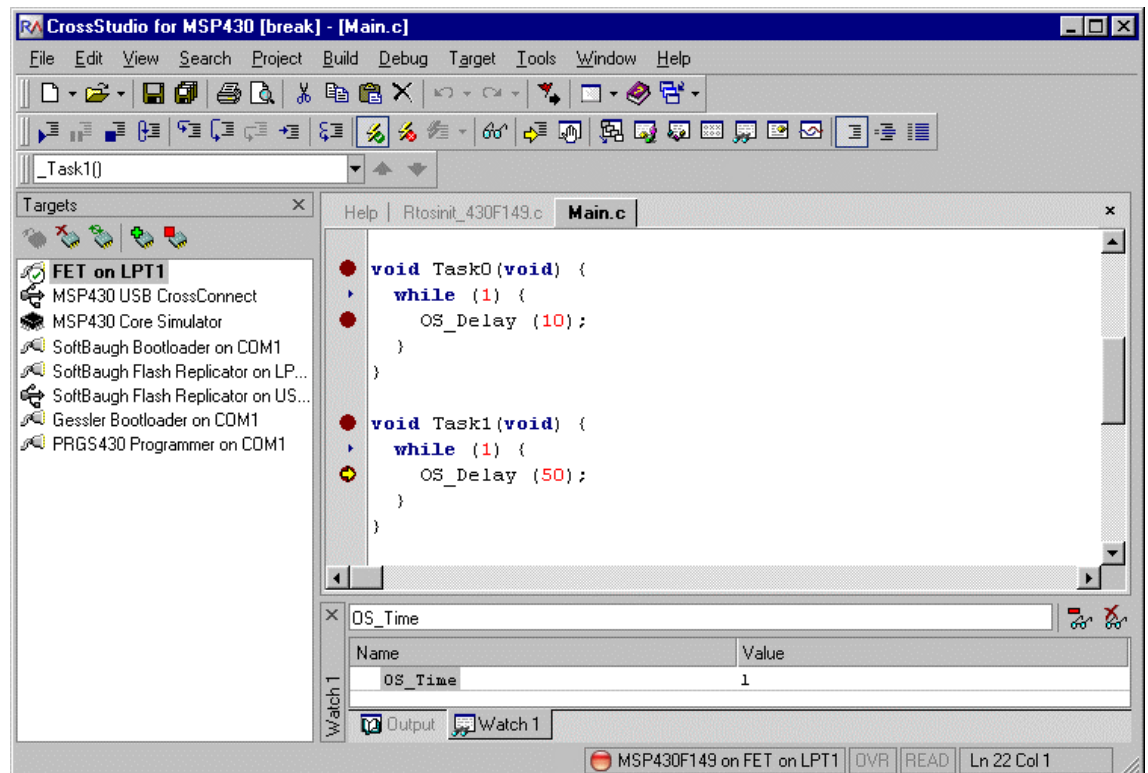 CrossStudio for MSP430 [break] - [Main.c]
File Edit View Search Project Build Debug Target Tools Window Help
_Task1()
Targets
FET on LPT1
MSP430 USB CrossConnect
MSP430 Core Simulator
SoftBaugh Bootloader on COM1
SoftBaugh Flash Replicator on LP...
SoftBaugh Flash Replicator on US...
Gessler Bootloader on COM1
PRGS430 Programmer on COM1
Help | Rtosinit_430F149.c Main.c
void Task0(void) {
while (1) {
OS_Delay (10);
}
}
void Task1(void) {
while (1) {
OS_Delay (50);
}
}
Watch 1
OS_Time
Name Value
OS_Time 1
Output Watch 1
MSP430F149 on FET on LPT1 OVR READ Ln 22 Col 1